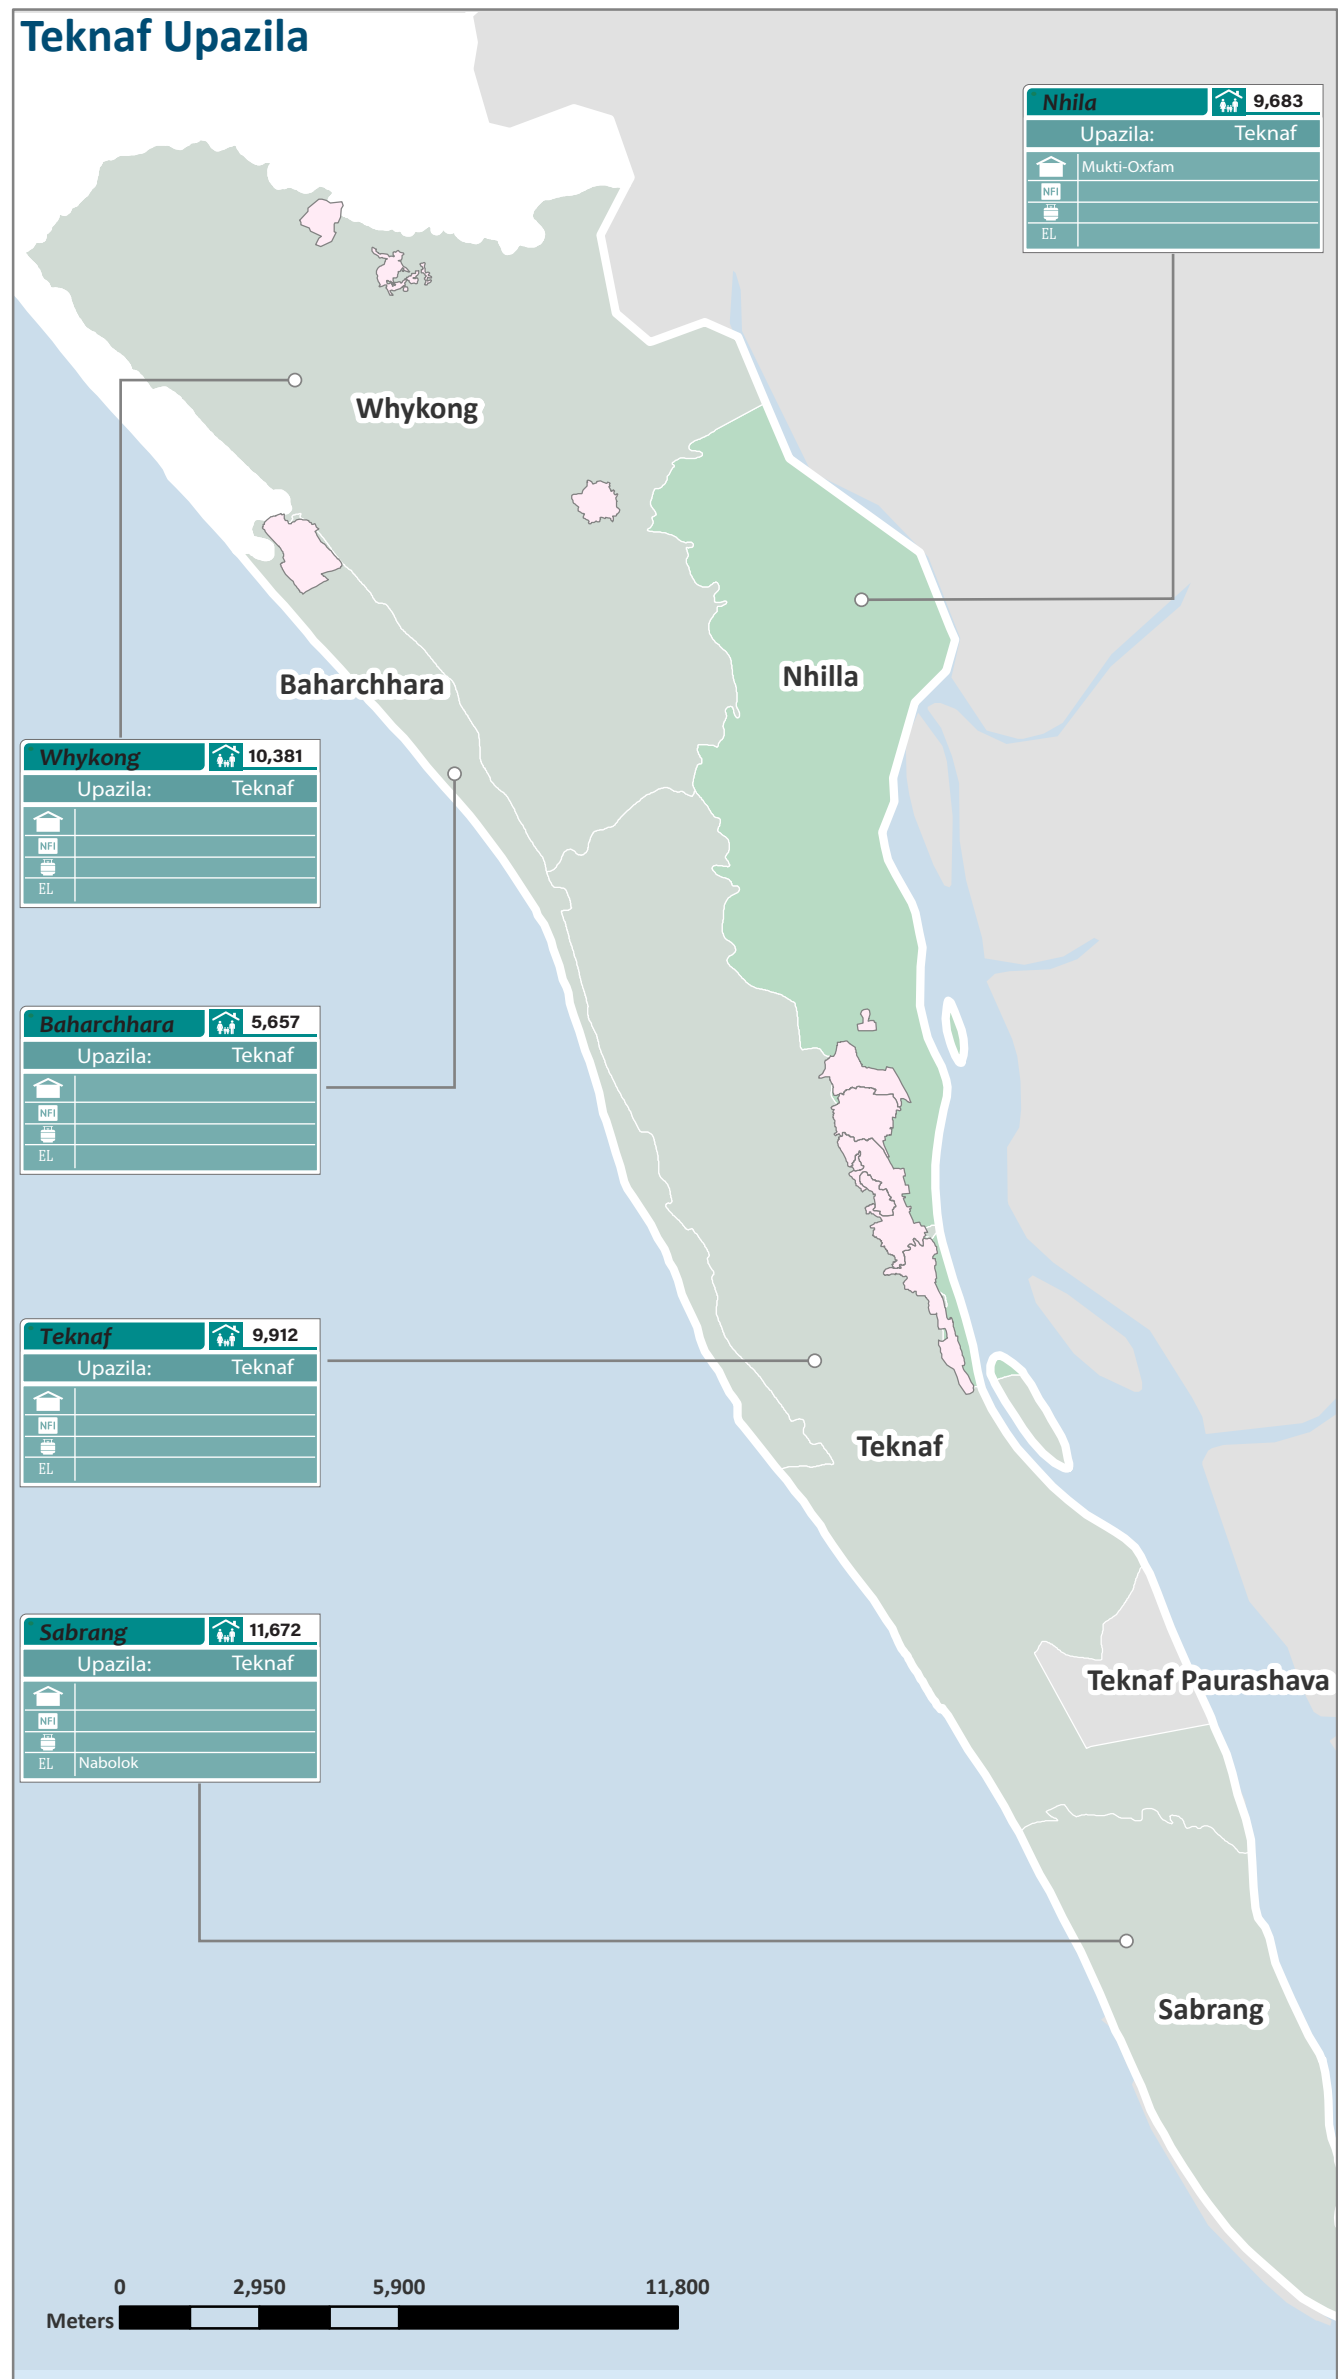 Teknaf Upazila
Nhila 9,683
Upazila: Teknaf
Mukti-Oxfam
NFI
EL
Whykong
Baharchhara
Nhilla
Whykong 10,381
Upazila: Teknaf
NFI
EL
Baharchhara 5,657
Upazila: Teknaf
NFI
EL
Teknaf 9,912
Upazila: Teknaf
NFI
EL
Teknaf
Sabrang 11,672
Upazila: Teknaf
NFI
EL Nabolok
Teknaf Paurashava
Sabrang
0 2,950 5,900 11,800
Meters